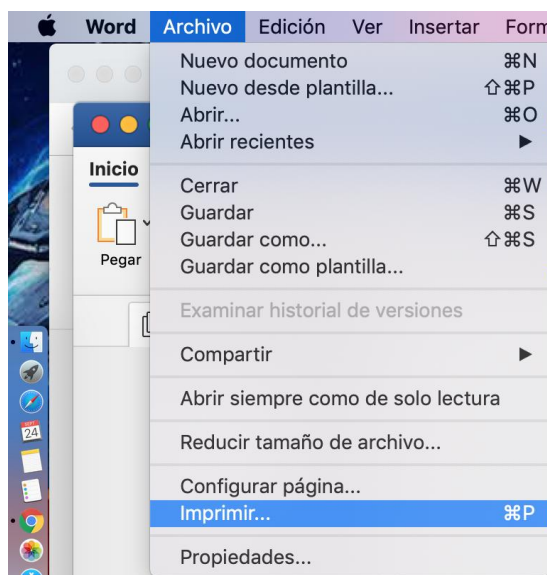 Word Archivo Edición Ver Insertar
Nuevo documento ⌘N
Nuevo desde plantilla... ⇧⌘P
Abrir... ⌘O
Abrir recientes ▶
Inicio
Cerrar ⌘W
Guardar ⌘S
Guardar como... ⇧⌘S
Pegar
Guardar como plantilla...
Examinar historial de versiones
Compartir ▶
Abrir siempre como de solo lectura
24
Reducir tamaño de archivo...
Configurar página...
Imprimir... ⌘P
Propiedades...